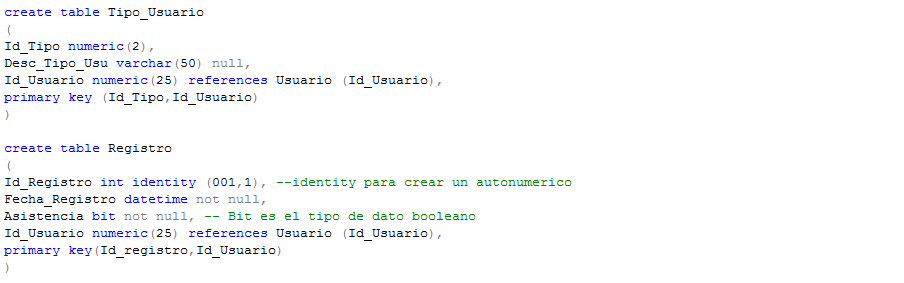 create table Tipo_Usuario
(
Id_Tipo numeric(2),
Desc_Tipo_Usu varchar(50) null,
Id_Usuario numeric(25) references Usuario (Id_Usuario),
primary key (Id_Tipo,Id_Usuario)
)
create table Registro
(
Id_Registro int identity (001,1), --identity para crear un autonumerico
Fecha_Registro datetime not null,
Asistencia bit not null, -- Bit es el tipo de dato booleano
Id_Usuario numeric(25) references Usuario (Id_Usuario),
primary key(Id_registro,Id_Usuario)
)